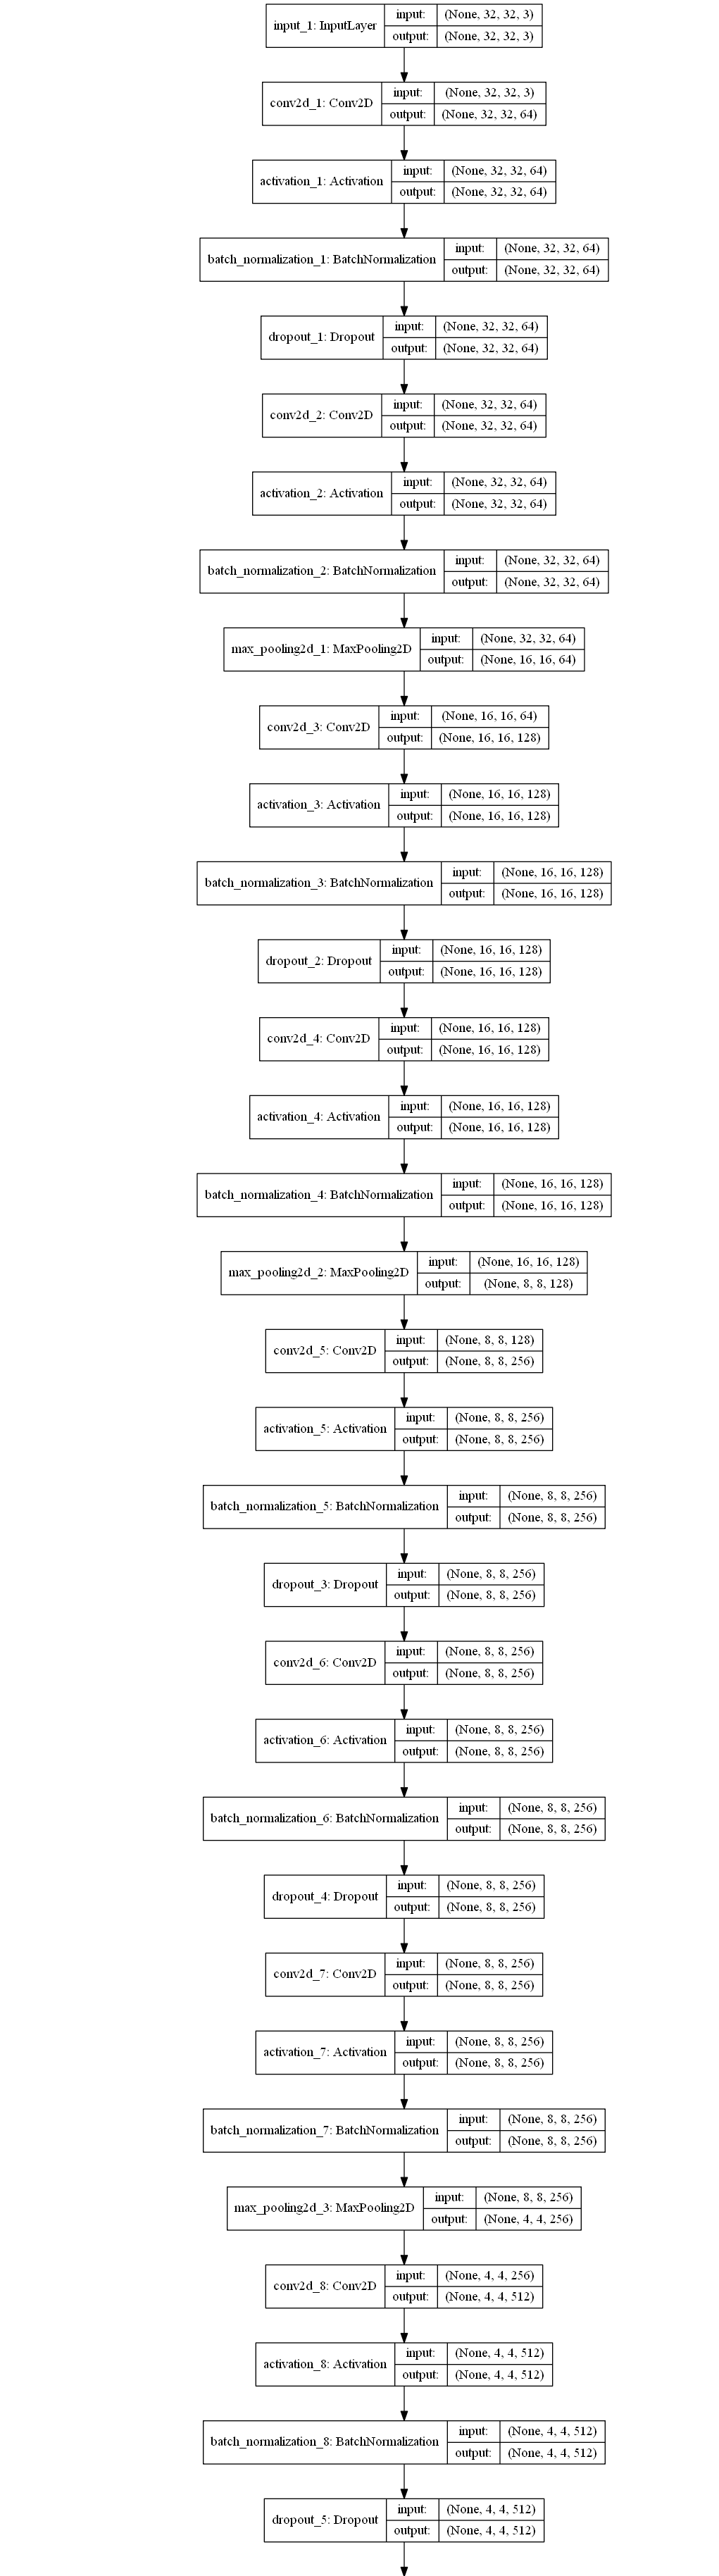 input_1: InputLayer
input: (None, 32, 32, 3)
output: (None, 32, 32, 3)
conv2d_1: Conv2D
input: (None, 32, 32, 3)
output: (None, 32, 32, 64)
activation_1: Activation
input: (None, 32, 32, 64)
output: (None, 32, 32, 64)
batch_normalization_1: BatchNormalization
input: (None, 32, 32, 64)
output: (None, 32, 32, 64)
dropout_1: Dropout
input: (None, 32, 32, 64)
output: (None, 32, 32, 64)
conv2d_2: Conv2D
input: (None, 32, 32, 64)
output: (None, 32, 32, 64)
activation_2: Activation
input: (None, 32, 32, 64)
output: (None, 32, 32, 64)
batch_normalization_2: BatchNormalization
input: (None, 32, 32, 64)
output: (None, 32, 32, 64)
max_pooling2d_1: MaxPooling2D
input: (None, 32, 32, 64)
output: (None, 16, 16, 64)
conv2d_3: Conv2D
input: (None, 16, 16, 64)
output: (None, 16, 16, 128)
activation_3: Activation
input: (None, 16, 16, 128)
output: (None, 16, 16, 128)
batch_normalization_3: BatchNormalization
input: (None, 16, 16, 128)
output: (None, 16, 16, 128)
dropout_2: Dropout
input: (None, 16, 16, 128)
output: (None, 16, 16, 128)
conv2d_4: Conv2D
input: (None, 16, 16, 128)
output: (None, 16, 16, 128)
activation_4: Activation
input: (None, 16, 16, 128)
output: (None, 16, 16, 128)
batch_normalization_4: BatchNormalization
input: (None, 16, 16, 128)
output: (None, 16, 16, 128)
max_pooling2d_2: MaxPooling2D
input: (None, 16, 16, 128)
output: (None, 8, 8, 128)
conv2d_5: Conv2D
input: (None, 8, 8, 128)
output: (None, 8, 8, 256)
activation_5: Activation
input: (None, 8, 8, 256)
output: (None, 8, 8, 256)
batch_normalization_5: BatchNormalization
input: (None, 8, 8, 256)
output: (None, 8, 8, 256)
dropout_3: Dropout
input: (None, 8, 8, 256)
output: (None, 8, 8, 256)
conv2d_6: Conv2D
input: (None, 8, 8, 256)
output: (None, 8, 8, 256)
activation_6: Activation
input: (None, 8, 8, 256)
output: (None, 8, 8, 256)
batch_normalization_6: BatchNormalization
input: (None, 8, 8, 256)
output: (None, 8, 8, 256)
dropout_4: Dropout
input: (None, 8, 8, 256)
output: (None, 8, 8, 256)
conv2d_7: Conv2D
input: (None, 8, 8, 256)
output: (None, 8, 8, 256)
activation_7: Activation
input: (None, 8, 8, 256)
output: (None, 8, 8, 256)
batch_normalization_7: BatchNormalization
input: (None, 8, 8, 256)
output: (None, 8, 8, 256)
max_pooling2d_3: MaxPooling2D
input: (None, 8, 8, 256)
output: (None, 4, 4, 256)
conv2d_8: Conv2D
input: (None, 4, 4, 256)
output: (None, 4, 4, 512)
activation_8: Activation
input: (None, 4, 4, 512)
output: (None, 4, 4, 512)
batch_normalization_8: BatchNormalization
input: (None, 4, 4, 512)
output: (None, 4, 4, 512)
dropout_5: Dropout
input: (None, 4, 4, 512)
output: (None, 4, 4, 512)